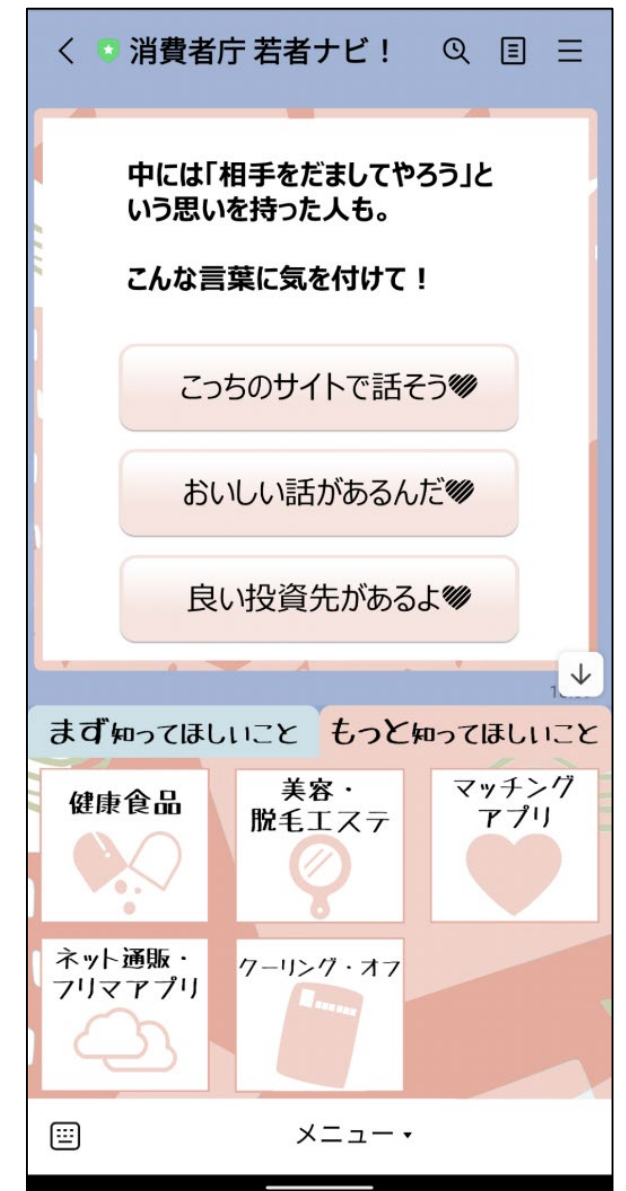 消費者庁 若者ナビ！
中には「相手をだましてやろう」と
いう思いを持った人も。
こんな言葉に気を付けて！
こっちのサイトで話そう
おいしい話があるんだ
良い投資先があるよ
まず知ってほしいこと
もっと知ってほしいこと
健康食品
美容・
脱毛エステ
マッチング
アプリ
ネット通販・
フリマアプリ
クーリング・オフ
メニュー▾